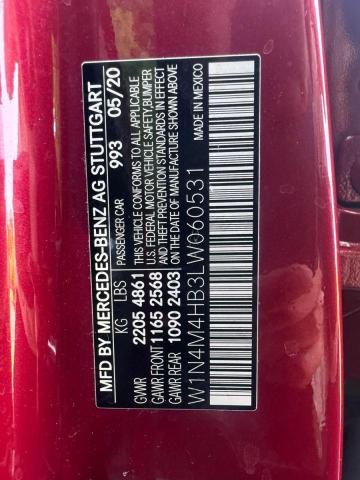 MFD BY MERCEDES-BENZ AG STUTTGART
PASSENGER CAR 993 05/20
KG LBS
GVWR 2205 4861
GAWR FRONT 1165 2568
GAWR REAR 1090 2403
THIS VEHICLE CONFORMS TO ALL APPLICABLE
U.S. FEDERAL MOTOR VEHICLE SAFETY,BUMPER
AND THEFT PREVENTION STANDARDS IN EFFECT
ON THE DATE OF MANUFACTURE SHOWN ABOVE
W1N4M4HB3LW060531
MADE IN MEXICO